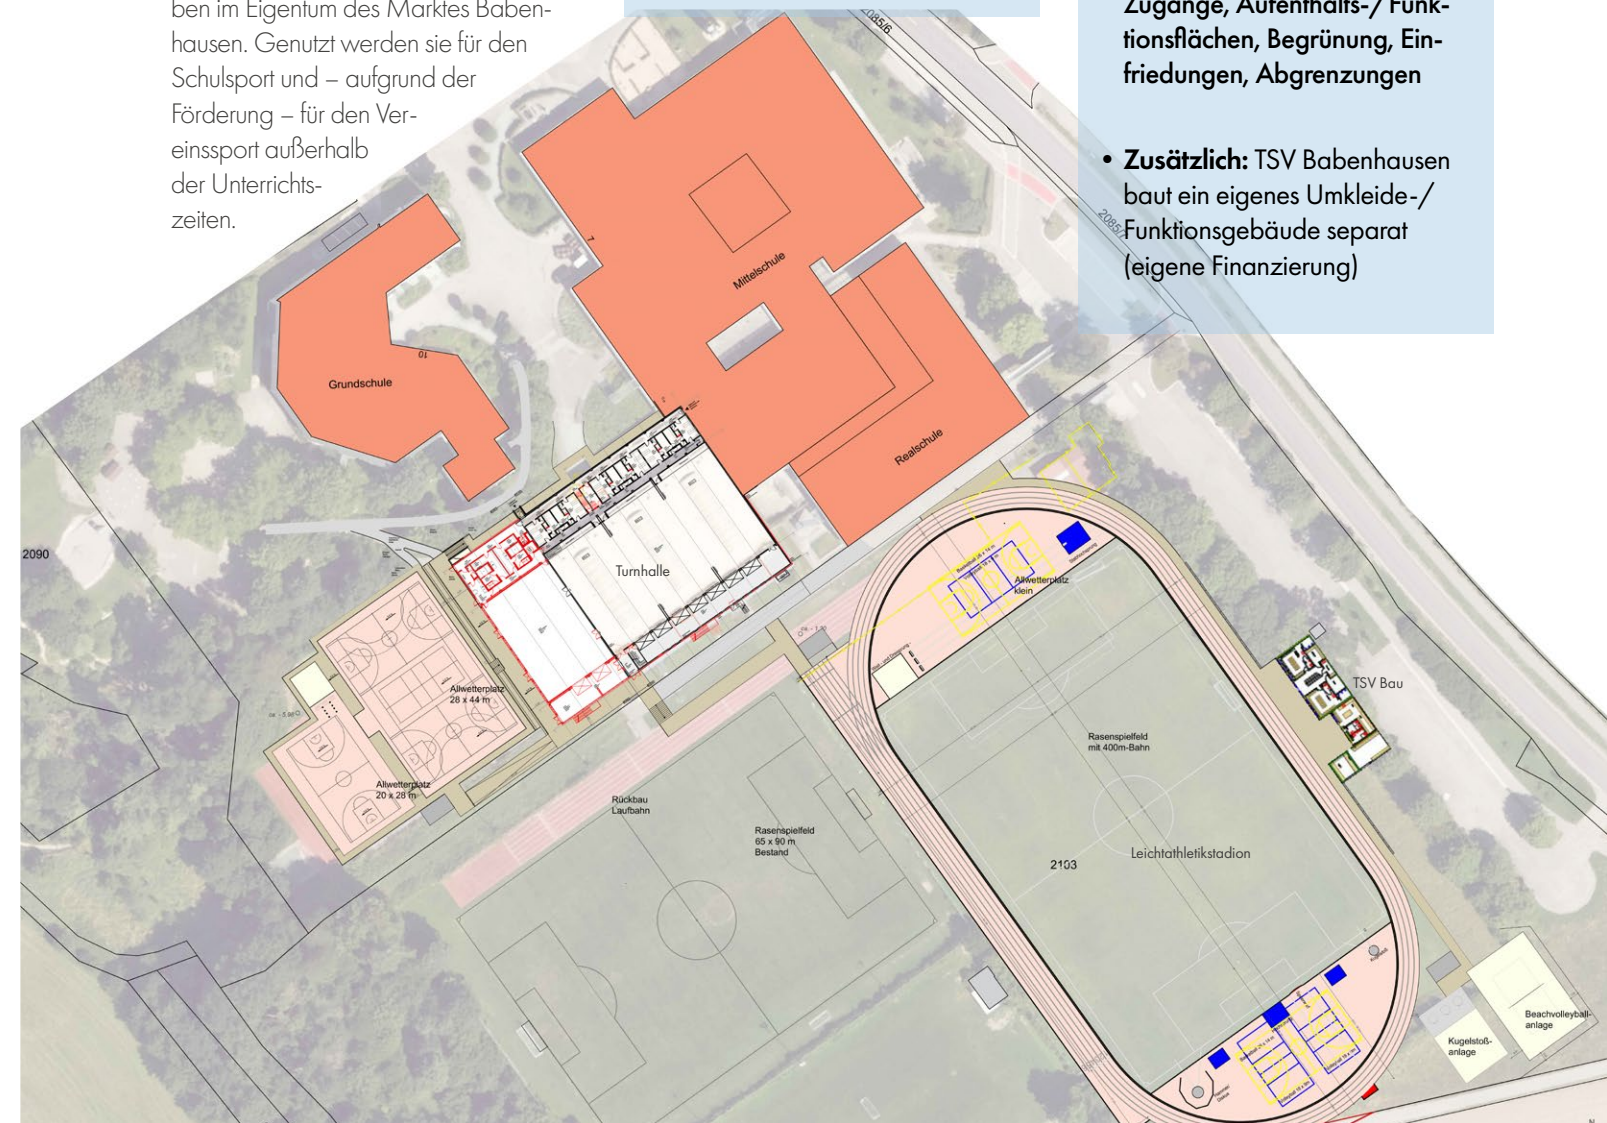 ben im Eigentum des Marktes Baben-
hausen. Genutzt werden sie für den
Schulsport und – aufgrund der
Förderung – für den Ver-
einssport außerhalb
der Unterrichts-
zeiten.
Zugänge, Aufenthalts-/ Funk-
tionsflächen, Begrünung, Ein-
friedungen, Abgrenzungen
• Zusätzlich: TSV Babenhausen
baut ein eigenes Umkleide-/
Funktionsgebäude separat
(eigene Finanzierung)
2085/6
2085/
7
Mittelschule
10
Grundschule
Realschule
2090
Turnhalle
Allwetterplatz
klein
Allwetterplatz
28 x 44 m
TSV Bau
Rasenspielfeld
mit 400m-Bahn
Allwetterplatz
20 x 28 m
Rückbau
Laufbahn
Rasenspielfeld
65 x 90 m
Bestand
2103
Leichtathletikstadion
Beachvolleyball-
anlage
Kugelstoß-
anlage